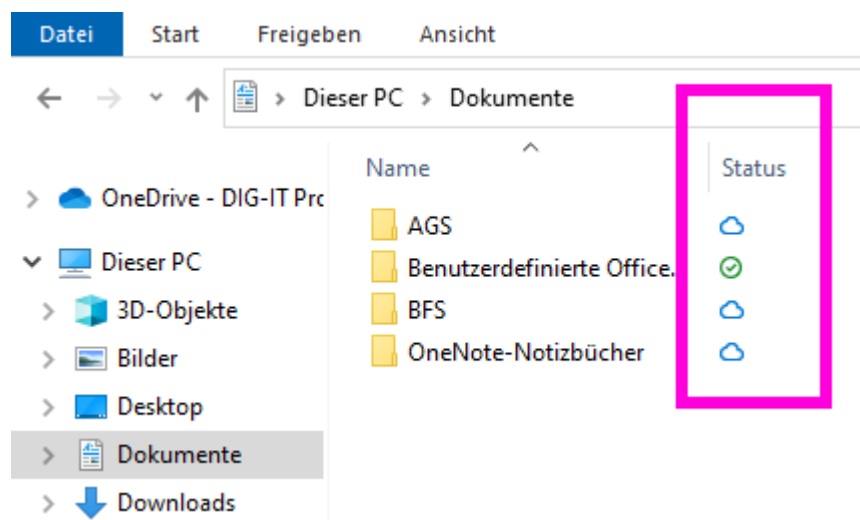 Datei Start Freigeben Ansicht
Dieser PC Dokumente
Name Status
OneDrive - DIG-IT Prc
AGS
Dieser PC
Benutzerdefinierte Office.
3D-Objekte
BFS
Bilder
OneNote-Notizbücher
Desktop
Dokumente
Downloads